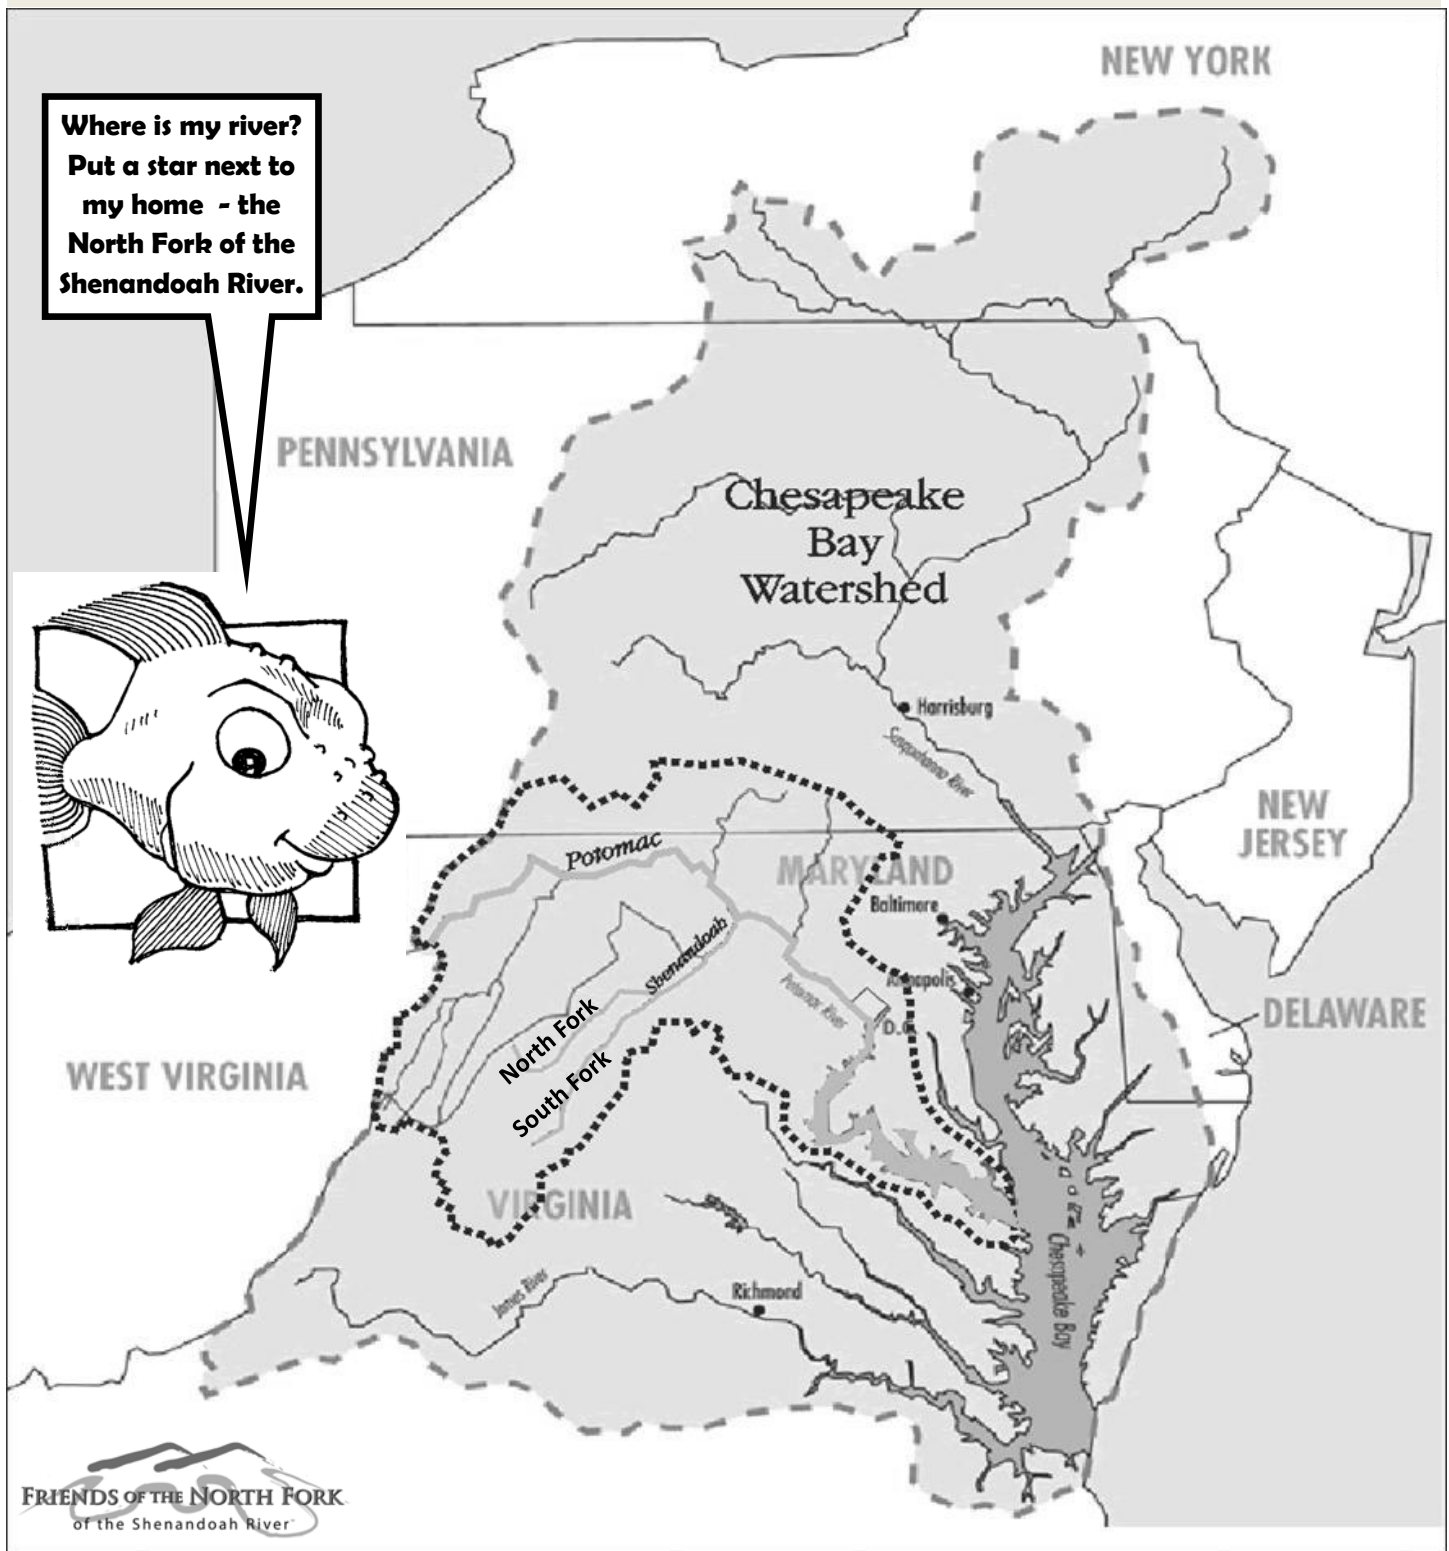 NEW YORK
Where is my river?
Put a star next to
my home - the
North Fork of the
Shenandoah River.
PENNSYLVANIA
Chesapeake
Bay
Watershed
Harrisburg
Susquehanna River
NEW
JERSEY
Potomac
MARYLAND
Baltimore
Shenandoah
Annapolis
Potomac River
D.C.
DELAWARE
North Fork
South Fork
WEST VIRGINIA
VIRGINIA
Chesapeake Bay
James River
Richmond
FRIENDS OF THE NORTH FORK
of the Shenandoah River